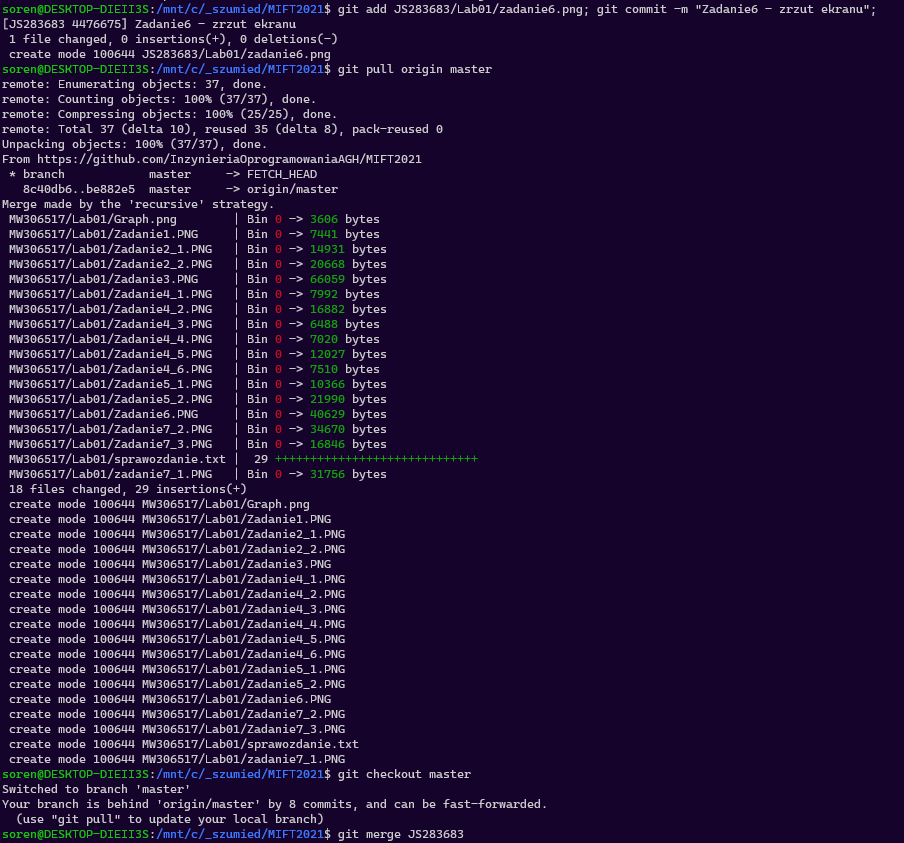 soren@DESKTOP-DIEII3S:/mnt/c/_szumied/MIFT2021$ git add JS283683/Lab01/zadanie6.png; git commit -m "Zadanie6 - zrzut ekranu";
[JS283683 4476675] Zadanie6 - zrzut ekranu
 1 file changed, 0 insertions(+), 0 deletions(-)
 create mode 100644 JS283683/Lab01/zadanie6.png
soren@DESKTOP-DIEII3S:/mnt/c/_szumied/MIFT2021$ git pull origin master
remote: Enumerating objects: 37, done.
remote: Counting objects: 100% (37/37), done.
remote: Compressing objects: 100% (25/25), done.
remote: Total 37 (delta 10), reused 35 (delta 8), pack-reused 0
Unpacking objects: 100% (37/37), done.
From https://github.com/InzynieriaOprogramowaniaAGH/MIFT2021
 * branch            master     -> FETCH_HEAD
   8c40db6..be882e5  master     -> origin/master
Merge made by the 'recursive' strategy.
 MW306517/Lab01/Graph.png        | Bin 0 -> 3606 bytes
 MW306517/Lab01/Zadanie1.PNG     | Bin 0 -> 7441 bytes
 MW306517/Lab01/Zadanie2_1.PNG   | Bin 0 -> 14931 bytes
 MW306517/Lab01/Zadanie2_2.PNG   | Bin 0 -> 20668 bytes
 MW306517/Lab01/Zadanie3.PNG     | Bin 0 -> 66059 bytes
 MW306517/Lab01/Zadanie4_1.PNG   | Bin 0 -> 7992 bytes
 MW306517/Lab01/Zadanie4_2.PNG   | Bin 0 -> 16882 bytes
 MW306517/Lab01/Zadanie4_3.PNG   | Bin 0 -> 6488 bytes
 MW306517/Lab01/Zadanie4_4.PNG   | Bin 0 -> 7020 bytes
 MW306517/Lab01/Zadanie4_5.PNG   | Bin 0 -> 12027 bytes
 MW306517/Lab01/Zadanie4_6.PNG   | Bin 0 -> 7510 bytes
 MW306517/Lab01/Zadanie5_1.PNG   | Bin 0 -> 10366 bytes
 MW306517/Lab01/Zadanie5_2.PNG   | Bin 0 -> 21990 bytes
 MW306517/Lab01/Zadanie6.PNG     | Bin 0 -> 40629 bytes
 MW306517/Lab01/Zadanie7_2.PNG   | Bin 0 -> 34670 bytes
 MW306517/Lab01/Zadanie7_3.PNG   | Bin 0 -> 16846 bytes
 MW306517/Lab01/sprawozdanie.txt |  29 +++++++++++++++++++++++++++++
 MW306517/Lab01/zadanie7_1.PNG   | Bin 0 -> 31756 bytes
 18 files changed, 29 insertions(+)
 create mode 100644 MW306517/Lab01/Graph.png
 create mode 100644 MW306517/Lab01/Zadanie1.PNG
 create mode 100644 MW306517/Lab01/Zadanie2_1.PNG
 create mode 100644 MW306517/Lab01/Zadanie2_2.PNG
 create mode 100644 MW306517/Lab01/Zadanie3.PNG
 create mode 100644 MW306517/Lab01/Zadanie4_1.PNG
 create mode 100644 MW306517/Lab01/Zadanie4_2.PNG
 create mode 100644 MW306517/Lab01/Zadanie4_3.PNG
 create mode 100644 MW306517/Lab01/Zadanie4_4.PNG
 create mode 100644 MW306517/Lab01/Zadanie4_5.PNG
 create mode 100644 MW306517/Lab01/Zadanie4_6.PNG
 create mode 100644 MW306517/Lab01/Zadanie5_1.PNG
 create mode 100644 MW306517/Lab01/Zadanie5_2.PNG
 create mode 100644 MW306517/Lab01/Zadanie6.PNG
 create mode 100644 MW306517/Lab01/Zadanie7_2.PNG
 create mode 100644 MW306517/Lab01/Zadanie7_3.PNG
 create mode 100644 MW306517/Lab01/sprawozdanie.txt
 create mode 100644 MW306517/Lab01/zadanie7_1.PNG
soren@DESKTOP-DIEII3S:/mnt/c/_szumied/MIFT2021$ git checkout master
Switched to branch 'master'
Your branch is behind 'origin/master' by 8 commits, and can be fast-forwarded.
  (use "git pull" to update your local branch)
soren@DESKTOP-DIEII3S:/mnt/c/_szumied/MIFT2021$ git merge JS283683